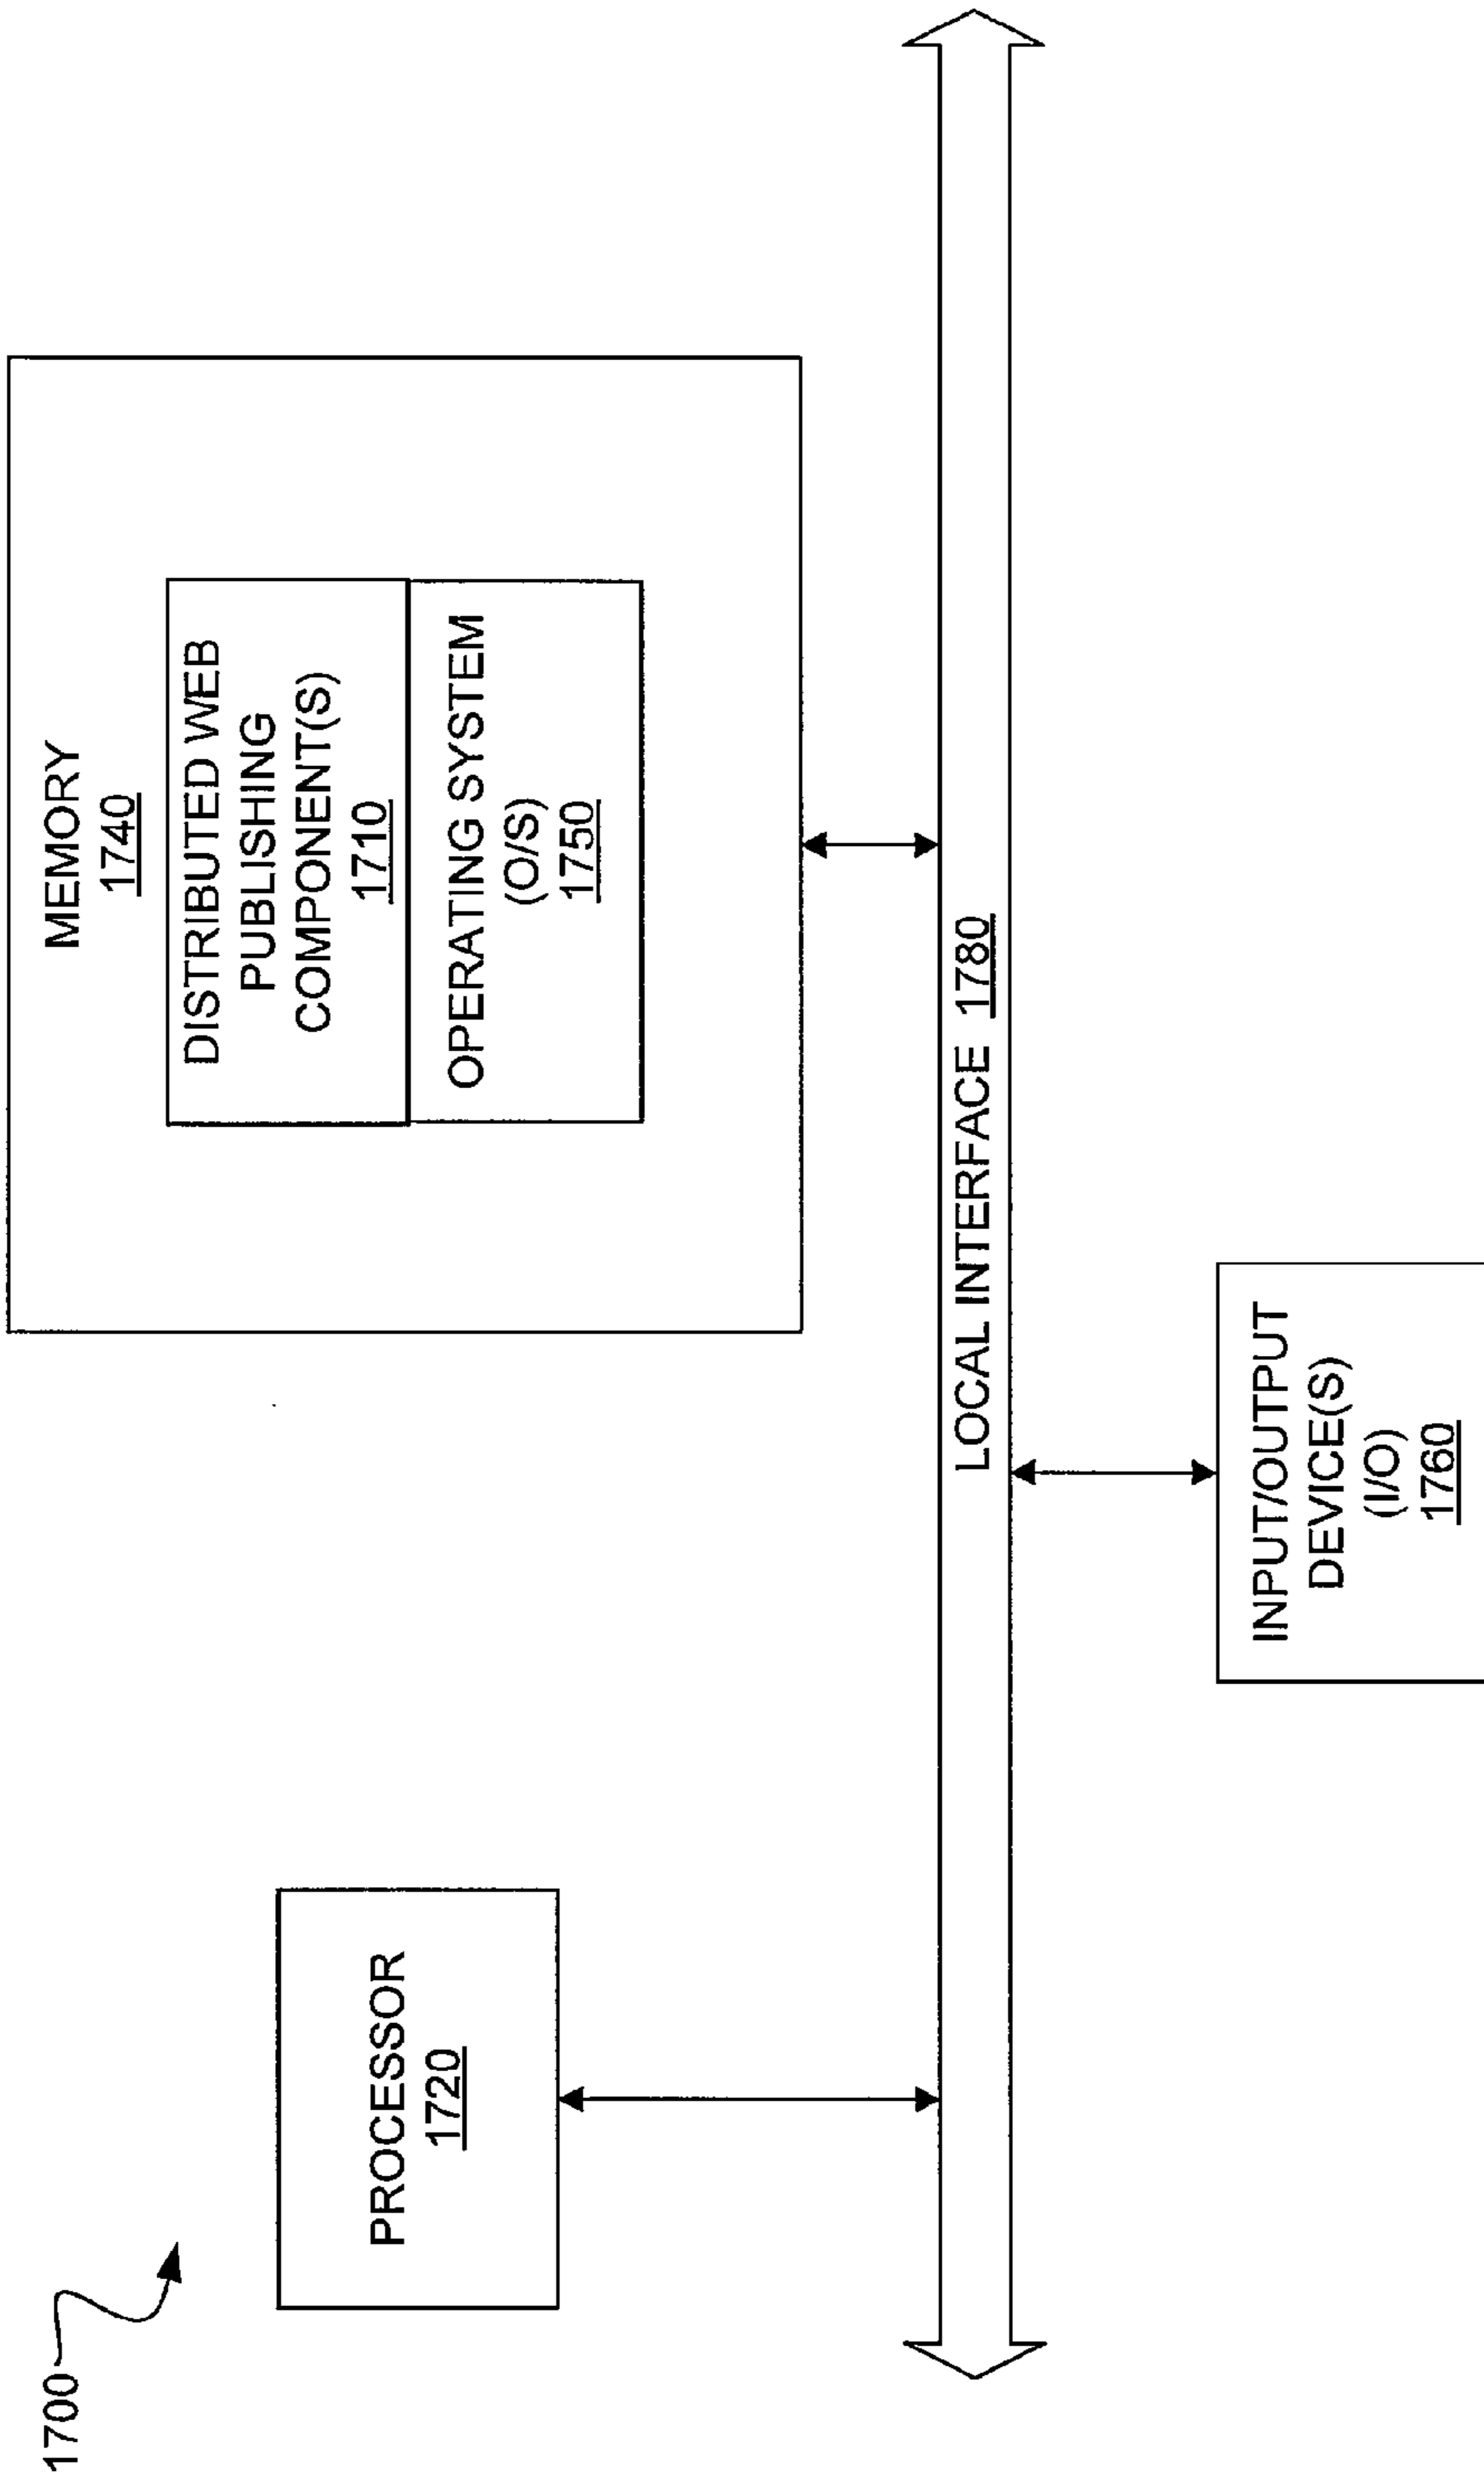 1700
PROCESSOR
1720
MEMORY
1740
DISTRIBUTED WEB
PUBLISHING
COMPONENT(S)
1710
OPERATING SYSTEM
(O/S)
1750
LOCAL INTERFACE 1780
INPUT/OUTPUT
DEVICE(S)
(I/O)
1760